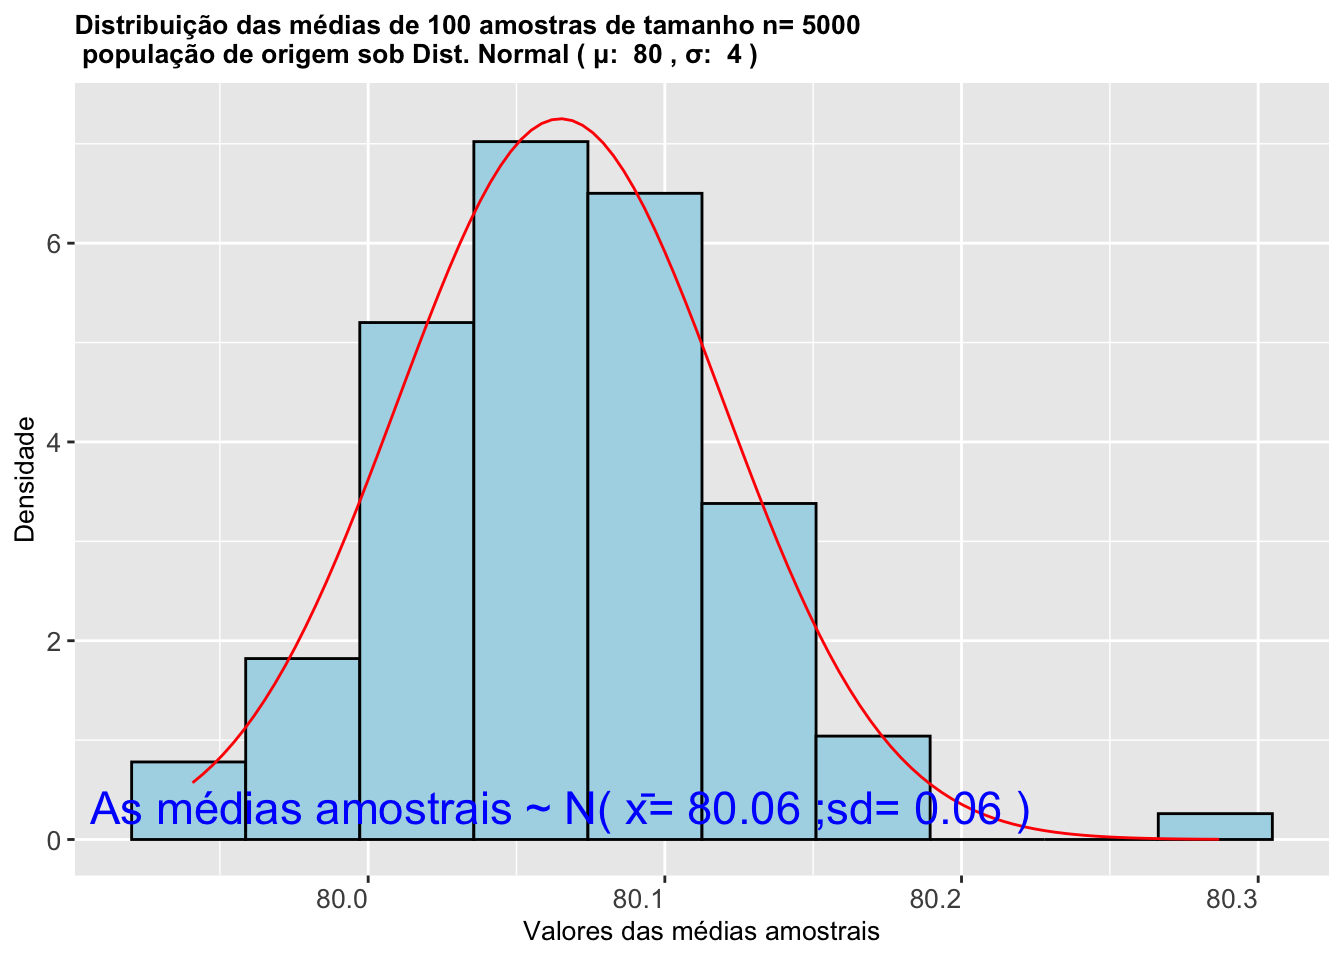 Distribuição das médias de 100 amostras de tamanho n= 5000
população de origem sob Dist. Normal ( μ:  80 , σ:  4 )
Densidade
6
4
2
0
As médias amostrais ~ N( x̄= 80.06 ;sd= 0.06 )
80.0 80.1 80.2 80.3
Valores das médias amostrais